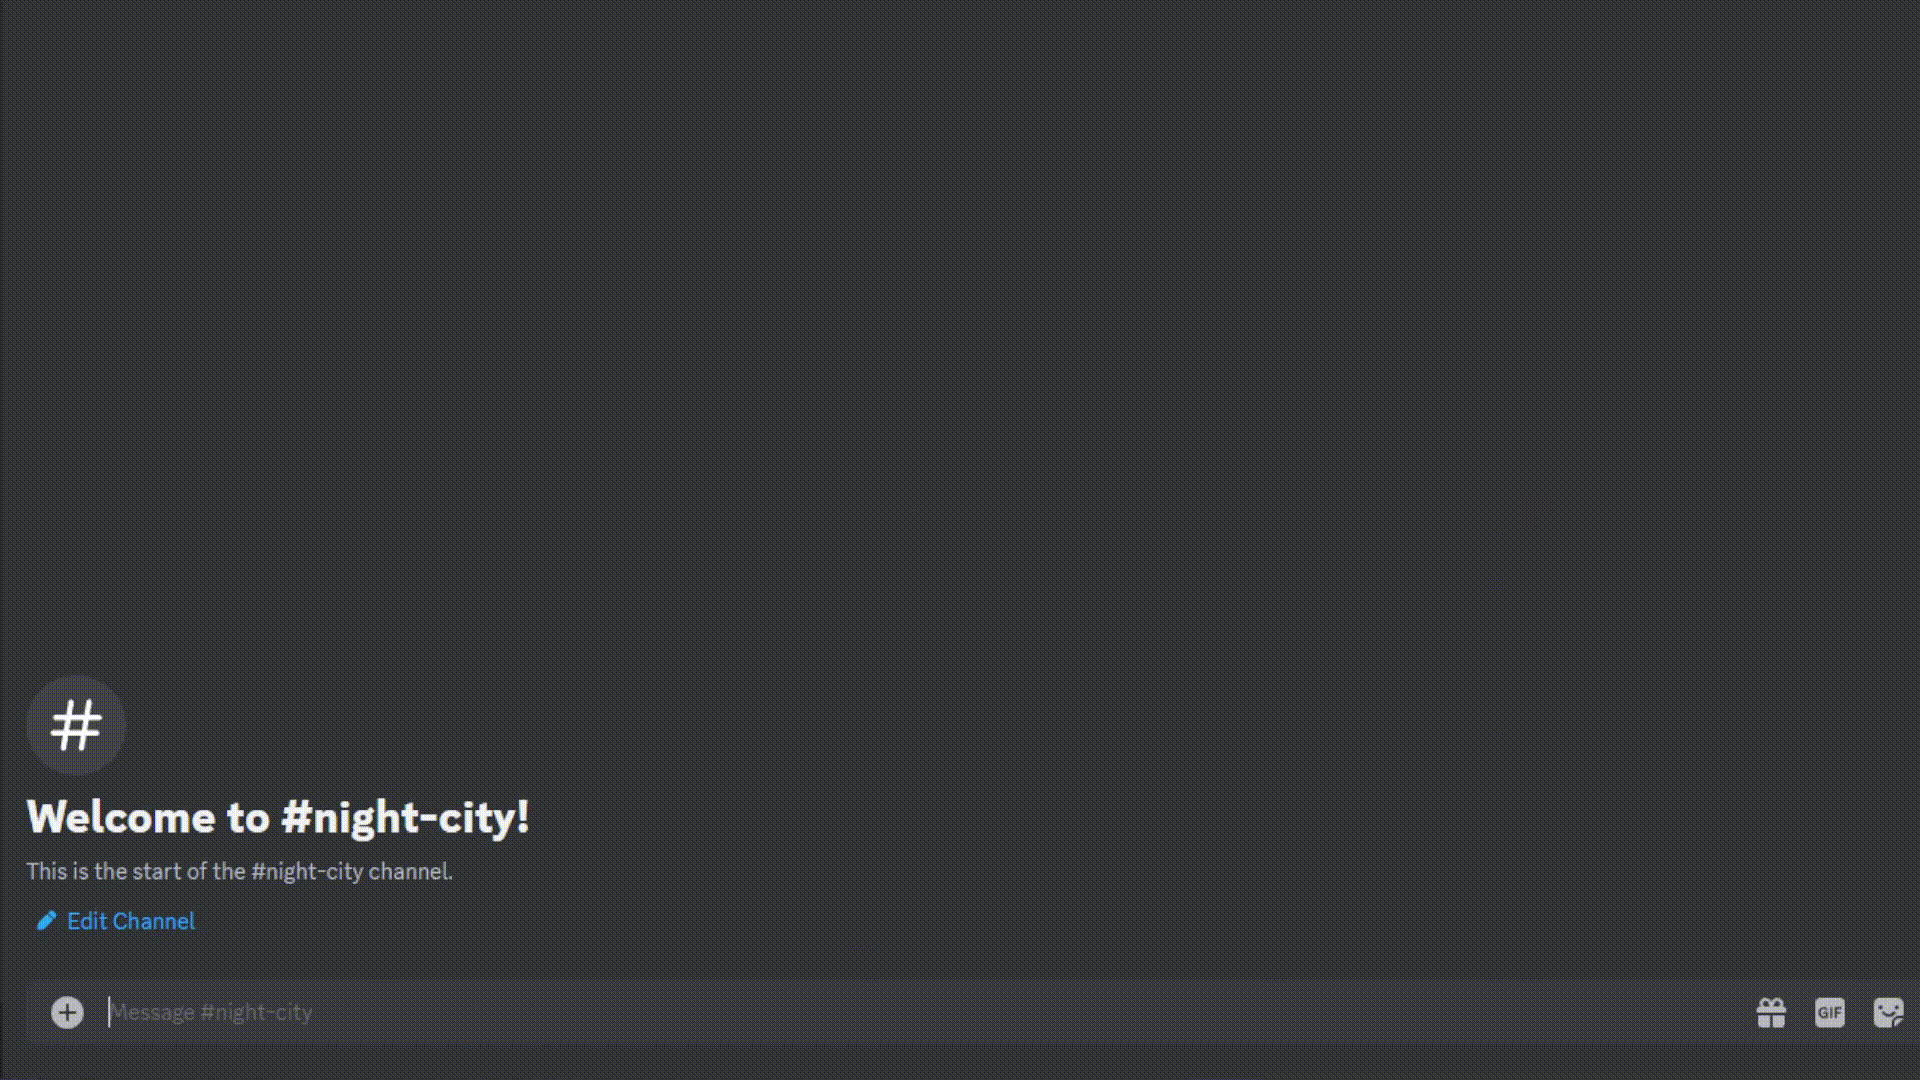 #
Welcome to #night-city!
This is the start of the #night-city channel.
Edit Channel
Message #night-city
GIF